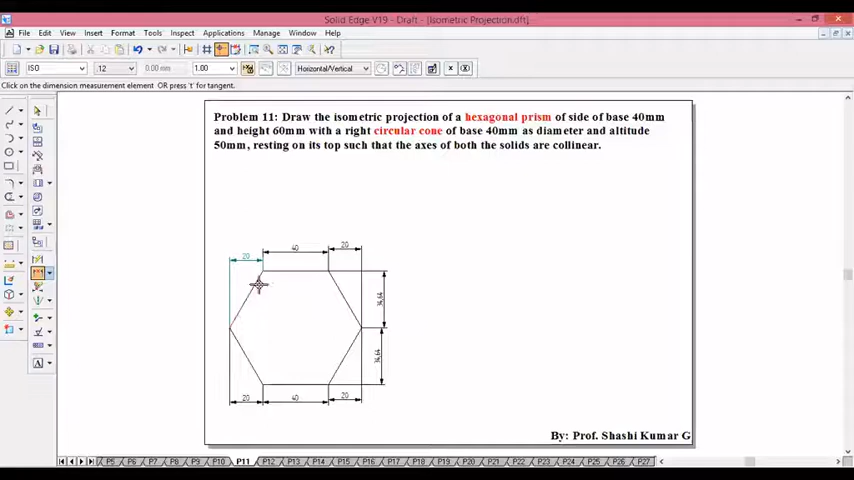 Solid Edge V19 - Draft - [Isometric Projection.dft]
File Edit View Insert Format Tools Inspect Applications Manage Window Help
ISO .12 0.00 mm 1.00 Horizontal/Vertical
Click on the dimension measurement element OR press 't' for tangent.
Problem 11: Draw the isometric projection of a hexagonal prism of side of base 40mm
and height 60mm with a right circular cone of base 40mm as diameter and altitude
50mm, resting on its top such that the axes of both the solids are collinear.
20 40 20
34,64
34,64
20 40 20
By: Prof. Shashi Kumar G
P5 P6 P7 P8 P9 P10 P11 P12 P13 P14 P15 P16 P17 P18 P19 P20 P21 P22 P23 P24 P25 P26 P27